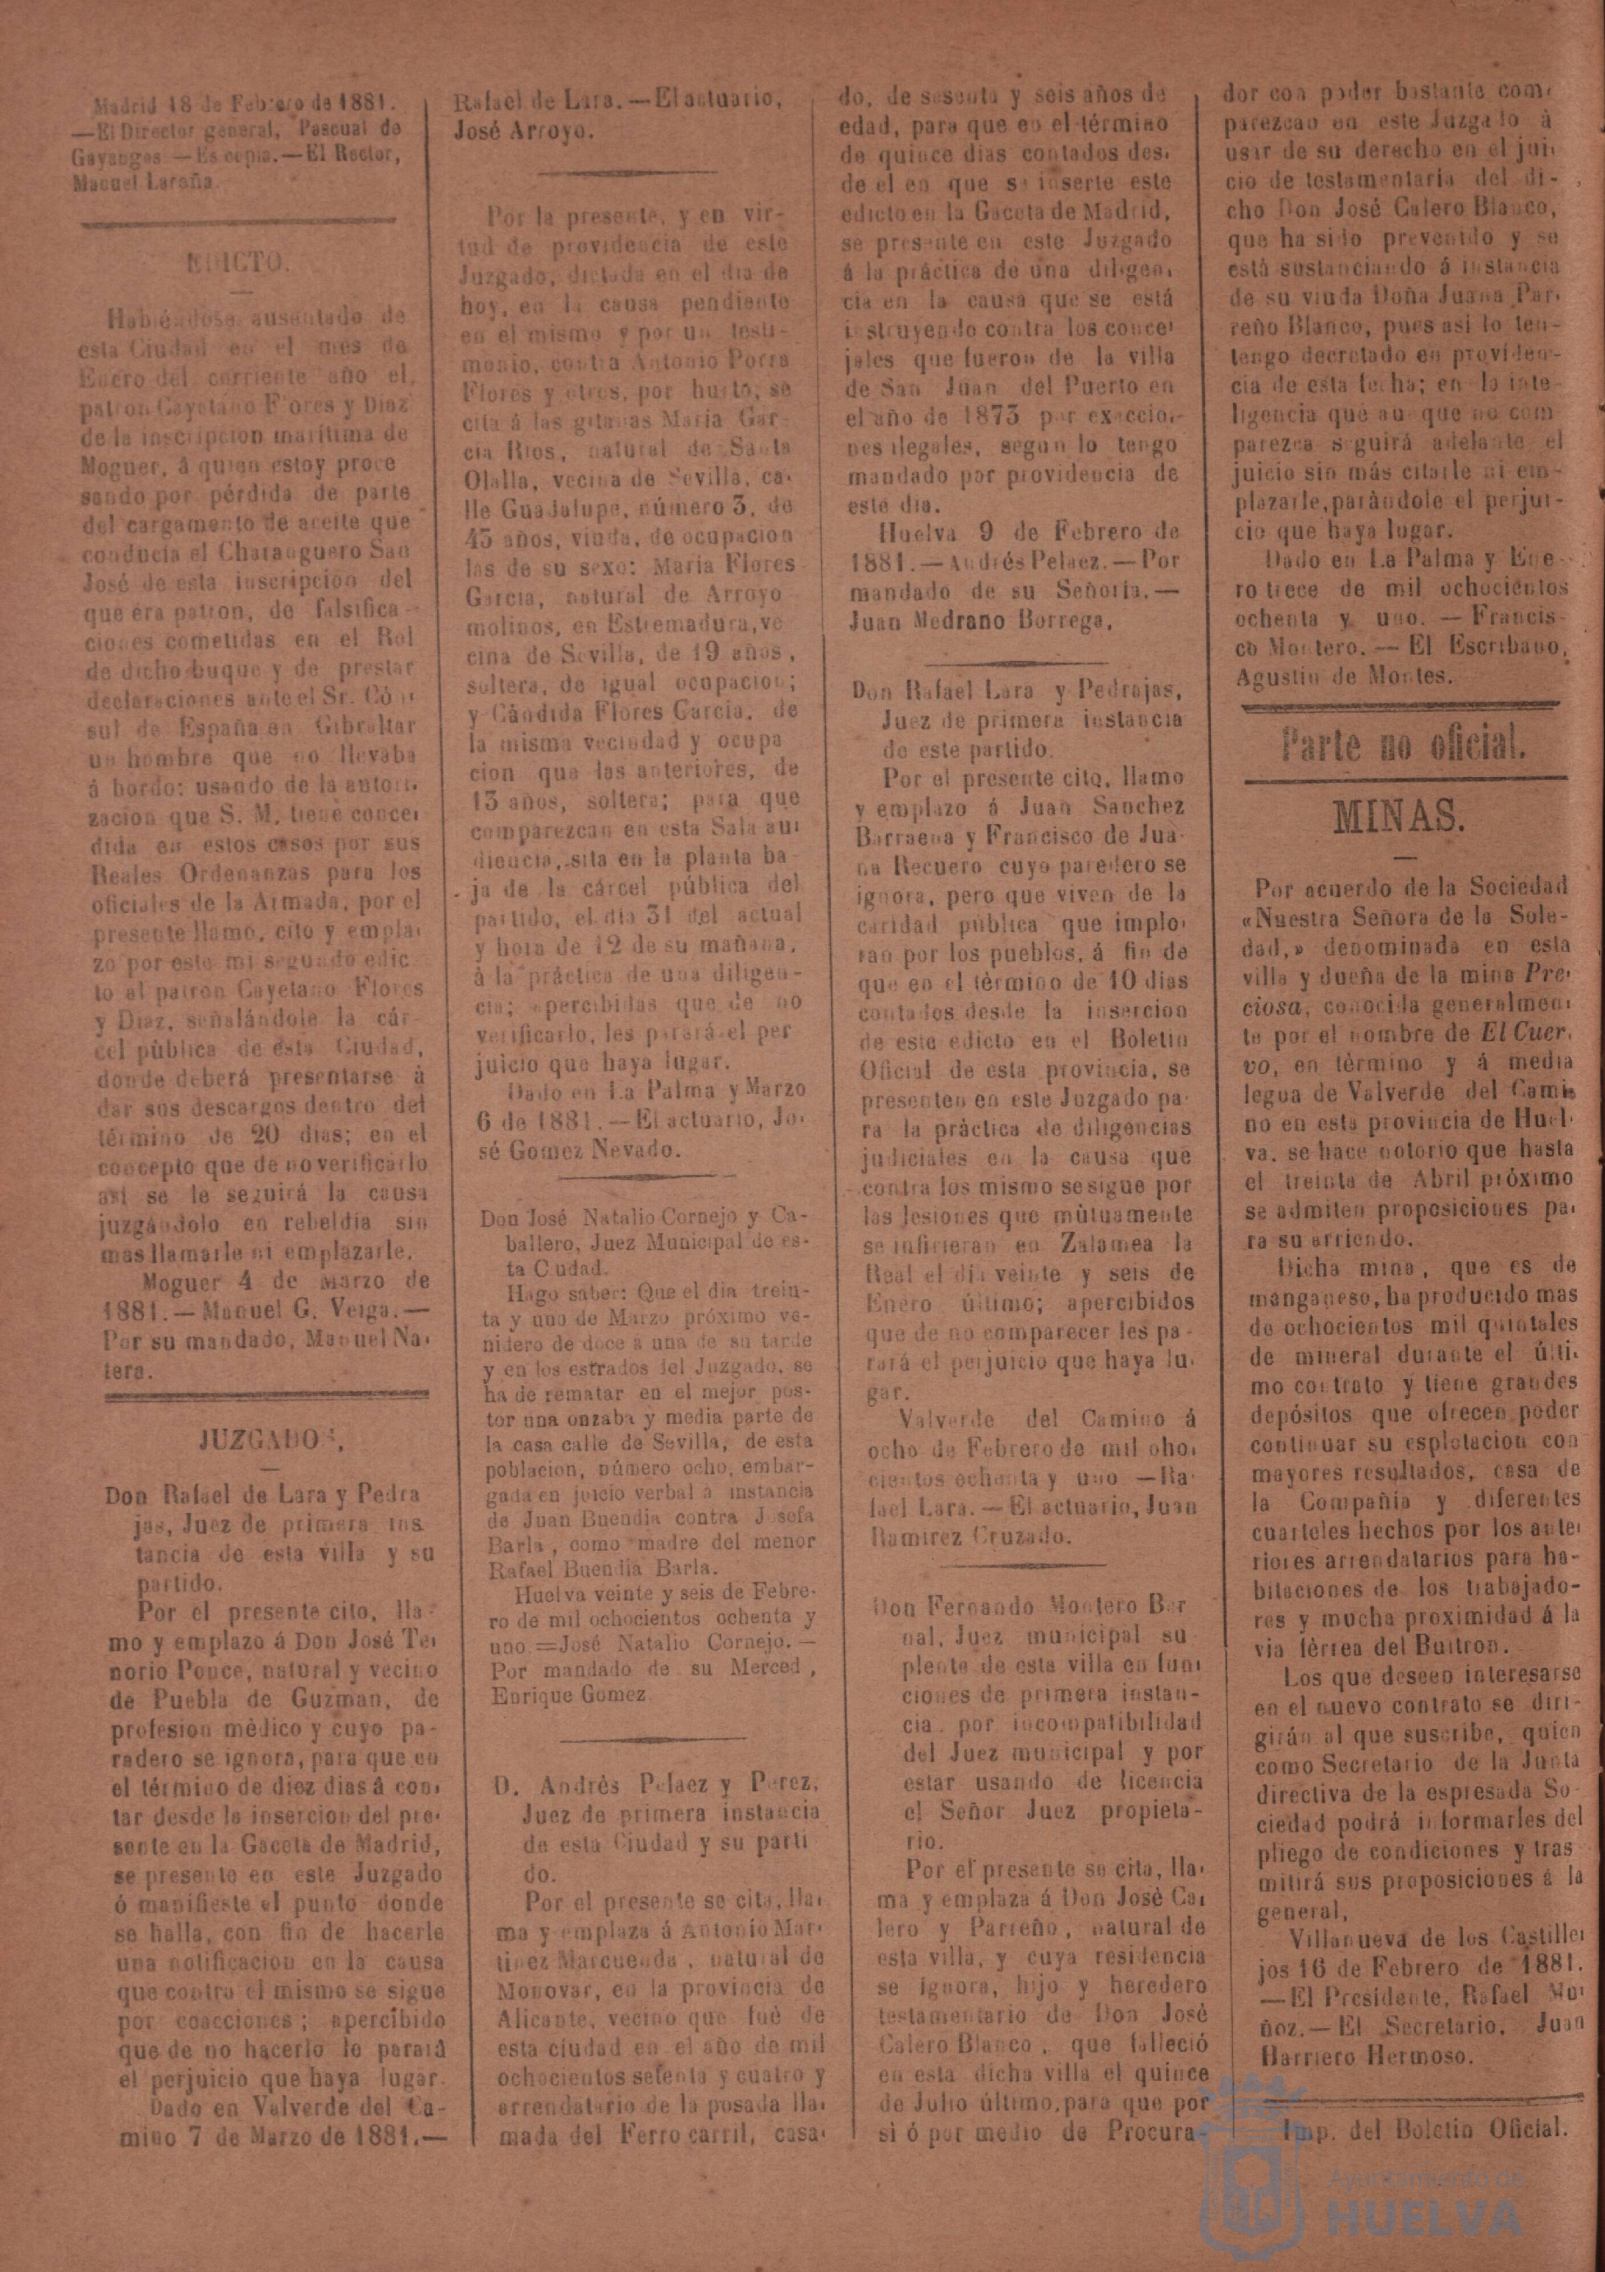 Madrid 18 de Febrero de 1881.
—El Director general, Pascual de
Gayangos—Es copia.—El Rector,
Manuel Laraña.
EDICTO.
Habiéndose ausentado de
esta Ciudad en el mes de
Enero del corriente año el
patron Cayetano Flores y Diaz
de la inscripcion marítima de
Moguer, á quien estoy proce
sando por pérdida de parte
del cargamento de aceite que
conducia el Charanguero San
José de esta inscripcion del
que era patron, de falsifica-
ciones cometidas en el Rol
de dicho buque y de prestar
declaraciones ante el Sr. Cón
sul de España en Gibraltar
un hombre que no llevaba
á bordo: usando de la autori-
zacion que S. M. tiene conce-
dida en estos casos por sus
Reales Ordenanzas para los
oficiales de la Armada, por el
presente llamo, cito y empla-
zo por este mi segundo edic
to al patron Cayetano Flores
y Diaz, señalándole la cár-
cel pùblica de esta Ciudad,
donde deberá presentarse à
dar sus descargos dentro del
término de 20 dias; en el
concepto que de no verificarlo
asi se le seguirá la causa
juzgándolo en rebeldia sin
mas llamarle ni emplazarle.
Moguer 4 de Marzo de
1881.—Manuel G. Veiga.—
Por su mandado, Manuel Na-
tera.
JUZGADOS.
Don Rafael de Lara y Pedra
jas, Juez de primera ins
tancia de esta villa y su
partido.
Por el presente cito, lla-
mo y emplazo á Don José Te-
norio Ponce, natural y vecino
de Puebla de Guzman, de
profesion mèdico y cuyo pa-
radero se ignora, para que en
el término de diez dias á con-
tar desde la insercion del pre-
sente en la Gaceta de Madrid,
se presente en este Juzgado
ó manifieste el punto donde
se halla, con fin de hacerle
una notificacion en la causa
que contra el mismo se sigue
por coacciones; apercibido
que de no hacerlo le parará
el perjuicio que haya lugar.
Dado en Valverde del Ca-
mino 7 de Marzo de 1881.—
Rafael de Lara.—El actuario,
José Arroyo.
Por la presente, y en vir-
tud de providencia de este
Juzgado, dictada en el dia de
hoy, en la causa pendiente
en el mismo y por un testi-
monio, contra Antonio Porra
Flores y otros, por hurto, se
cita á las gitanas Maria Gar-
cia Rios, natural de Santa
Olalla, vecina de Sevilla, ca-
lle Guadalupe, número 3, de
45 años, viuda, de ocupacion
las de su sexo: Maria Flores
Garcia, natural de Arroyo
molinos, en Estremadura, ve
cina de Sevilla, de 19 años,
soltera, de igual ocupacion;
y Cándida Flores Garcia, de
la misma vecindad y ocupa
cion que las anteriores, de
13 años, soltera; para que
comparezcan en esta Sala au-
diencia, sita en la planta ba-
ja de la cárcel pública del
partido, el dia 31 del actual
y hora de 12 de su mañana,
à la práctica de una diligen-
cia; apercibidas que de no
verificarlo, les parará el per
juicio que haya lugar.
Dado en La Palma y Marzo
6 de 1881.—El actuario, Jo-
sé Gomez Nevado.
Don José Natalio Cornejo y Ca-
ballero, Juez Municipal de es-
ta Ciudad.
Hago saber: Que el dia trein-
ta y uno de Marzo próximo ve-
nidero de doce á una de su tarde
y en los estrados del Juzgado, se
ha de rematar en el mejor pos-
tor una onzaba y media parte de
la casa calle de Sevilla, de esta
poblacion, número ocho, embar-
gada en juicio verbal á instancia
de Juan Buendia contra Josefa
Barla, como madre del menor
Rafael Buendia Barla.
Huelva veinte y seis de Febre-
ro de mil ochocientos ochenta y
uno.=José Natalio Cornejo.—
Por mandado de su Merced,
Enrique Gomez.
D. Andrès Pelaez y Perez,
Juez de primera instancia
de esta Ciudad y su parti
do.
Por el presente se cita, lla-
ma y emplaza á Antonio Mar-
tinez Marcuenda, natural de
Monovar, en la provincia de
Alicante, vecino que fuè de
esta ciudad en el año de mil
ochocientos setenta y cuatro y
arrendatario de la posada lla-
mada del Ferro carril, casa-
do, de sesenta y seis años de
edad, para que en el término
de quince dias contados des-
de el en que se inserte este
edicto en la Gaceta de Madrid,
se presente en este Juzgado
á la práctica de una diligen-
cia en la causa que se está
instruyendo contra los conce-
jales que fueron de la villa
de San Juan del Puerto en
el año de 1873 por exaccio-
nes ilegales, segun lo tengo
mandado por providencia de
este dia.
Huelva 9 de Febrero de
1881.—Andrés Pelaez.—Por
mandado de su Señoría.—
Juan Medrano Borrega.
Don Rafael Lara y Pedrajas,
Juez de primera instancia
de este partido.
Por el presente cito, llamo
y emplazo á Juan Sanchez
Barraena y Francisco de Jua-
na Recuero cuyo paredero se
ignora, pero que viven de la
caridad pùblica que implo-
ran por los pueblos, á fin de
que en el tèrmino de 10 dias
contados desde la insercion
de este edicto en el Boletin
Oficial de esta provincia, se
presenten en este Juzgado pa-
ra la práctica de diligencias
judiciales en la causa que
contra los mismo se sigue por
las lesiones que mùtuamente
se infirieran en Zalamea la
Real el dia veinte y seis de
Enero último; apercibidos
que de no comparecer les pa-
rará el perjuicio que haya lu-
gar.
Valverde del Camino á
ocho de Febrero de mil oho-
cientos ochenta y uno—Ra-
fael Lara.—El actuario, Juan
Ramirez Cruzado.
Don Fernando Montero Ber
nal, Juez municipal su
plente de esta villa en fun-
ciones de primera instan-
cia por incompatibilidad
del Juez municipal y por
estar usando de licencia
el Señor Juez propieta-
rio.
Por el presente se cita, lla-
ma y emplaza á Don Josè Ca-
lero y Parreño, natural de
esta villa, y cuya residencia
se ignora, hijo y heredero
testamentario de Don José
Calero Blanco, que falleció
en esta dicha villa el quince
de Julio último, para que por
si ó por medio de Procura-
dor con poder bastante com-
parezcan en este Juzgado à
usar de su derecho en el jui-
cio de testamentaria del di-
cho Don José Calero Blanco,
que ha sido prevenido y se
está sustanciando á instancia
de su viuda Doña Juana Par-
reño Blanco, pues asi lo ten-
tengo decretado en providen-
cia de esta fecha; en la inte-
ligencia que aunque no com
parezca seguirá adelante el
juicio sin más citarle ni em-
plazarle, paràndole el perjui-
cio que haya lugar.
Dado en La Palma y Ene-
ro trece de mil ochocientos
ochenta y uno.—Francis-
co Montero.—El Escribano,
Agustin de Montes.
Parte no oficial.
MINAS.
Por acuerdo de la Sociedad
«Nuestra Señora de la Sole-
dad,» denominada en esta
villa y dueña de la mina Pre-
ciosa, conocida generalmen-
te por el nombre de El Cuer-
vo, en tèrmino y á media
legua de Valverde del Cami-
no en esta provincia de Huel-
va, se hace notorio que hasta
el treinta de Abril próximo
se admiten proposiciones pa-
ra su arriendo.
Dicha mina, que es de
manganeso, ha producido mas
de ochocientos mil quintales
de mineral durante el últi-
mo contrato y tiene grandes
depósitos que ofrecen poder
continuar su esplotacion con
mayores resultados, casa de
la Compañia y diferentes
cuarteles hechos por los ante-
riores arrendatarios para ha-
bitaciones de los trabajado-
res y mucha proximidad á la
via fèrrea del Buitron.
Los que deseen interesarse
en el nuevo contrato se diri-
girán al que suscribe, quien
como Secretario de la Junta
directiva de la espresada So-
ciedad podrá informarles del
pliego de condiciones y tras
mitirá sus proposiciones á la
general,
Villanueva de los Castille-
jos 16 de Febrero de 1881.
—El Presidente, Rafael Mu-
ñoz.—El Secretario, Juan
Barriero Hermoso.
Imp. del Boletin Oficial.
Ayuntamiento de
HUELVA